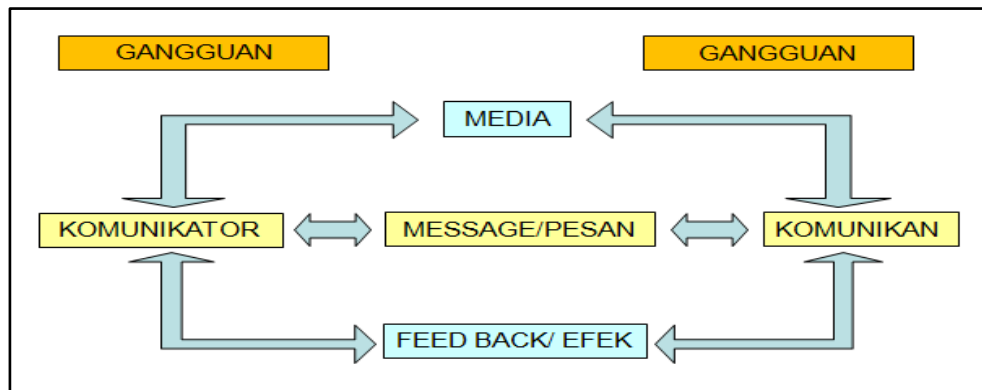 GANGGUAN
GANGGUAN
MEDIA
KOMUNIKATOR
MESSAGE/PESAN
KOMUNIKAN
FEED BACK/ EFEK